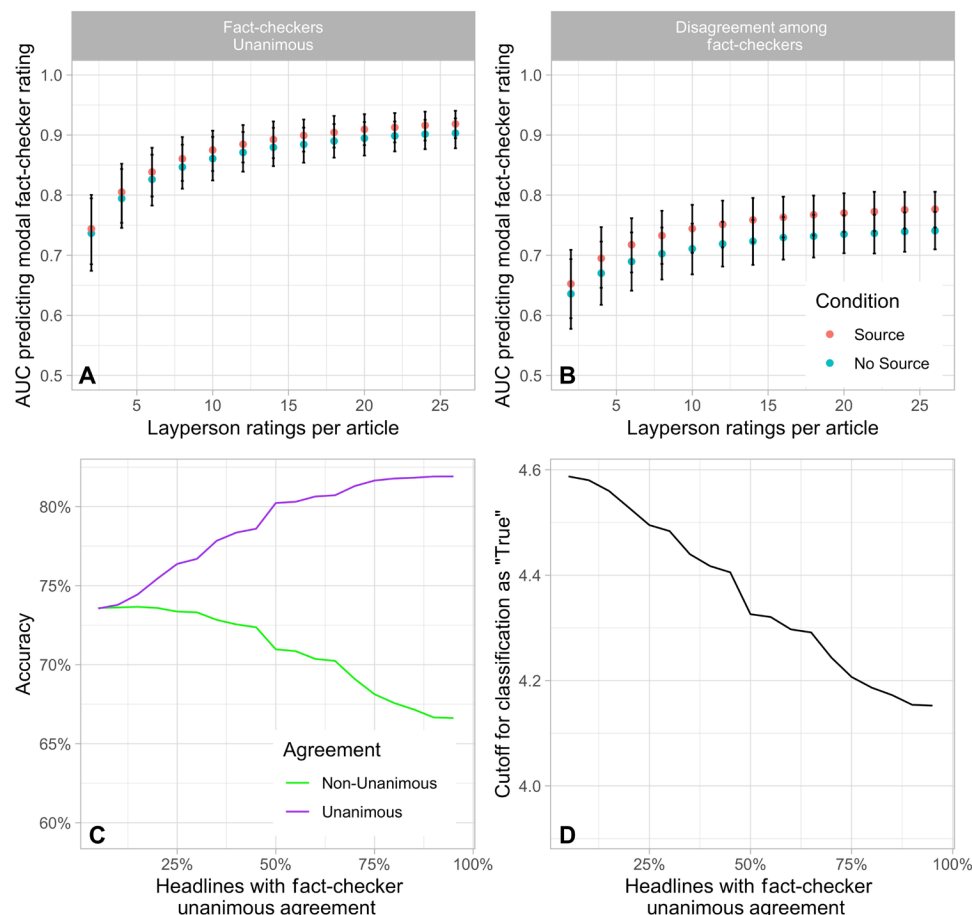 Fact-checkers
Unanimous
AUC predicting modal fact-checker rating
1.0
0.9
0.8
0.7
0.6
0.5
A
5 10 15 20 25
Layperson ratings per article
Disagreement among
fact-checkers
AUC predicting modal fact-checker rating
1.0
0.9
0.8
0.7
0.6
0.5
Condition
Source
No Source
B
5 10 15 20 25
Layperson ratings per article
Accuracy
80%
75%
70%
65%
60%
Agreement
Non-Unanimous
Unanimous
C
25% 50% 75% 100%
Headlines with fact-checker
unanimous agreement
Cutoff for classification as "True"
4.6
4.4
4.2
4.0
D
25% 50% 75% 100%
Headlines with fact-checker
unanimous agreement